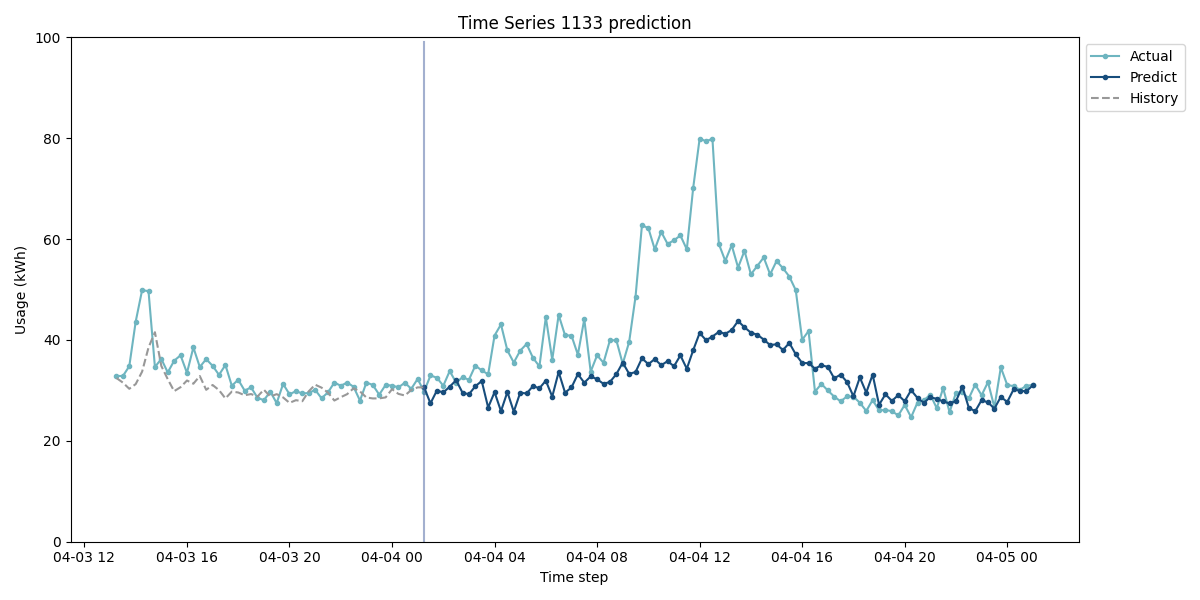 Time Series 1133 prediction
Usage (kWh)
100
80
60
40
20
0
04-03 12
04-03 16
04-03 20
04-04 00
04-04 04
04-04 08
04-04 12
04-04 16
04-04 20
04-05 00
Time step
Actual
Predict
History